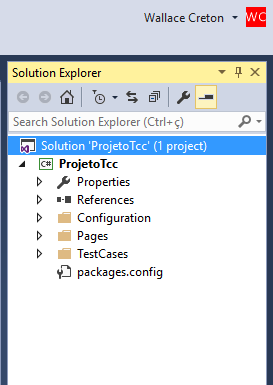 Wallace Creton WC
Solution Explorer
Search Solution Explorer (Ctrl+ç)
Solution 'ProjetoTcc' (1 project)
C# ProjetoTcc
Properties
References
Configuration
Pages
TestCases
packages.config